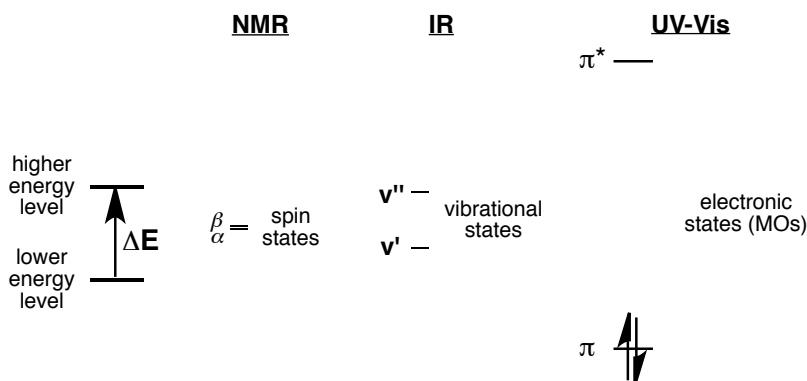 NMR
IR
UV-Vis
π*
higher
energy
level
ΔE
lower
energy
level
β
α
spin
states
v"
v'
vibrational
states
electronic
states (MOs)
π